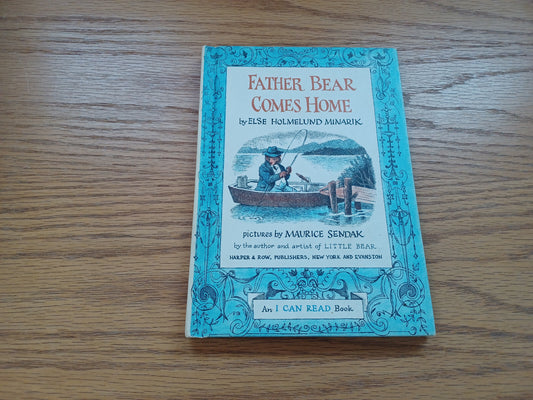 FATHER BEAR
COMES HOME
by ELSE HOLMELUND MINARIK
pictures by MAURICE SENDAK
by the author and artist of LITTLE BEAR
HARPER & ROW, PUBLISHERS, NEW YORK AND EVANSTON
An I CAN READ Book